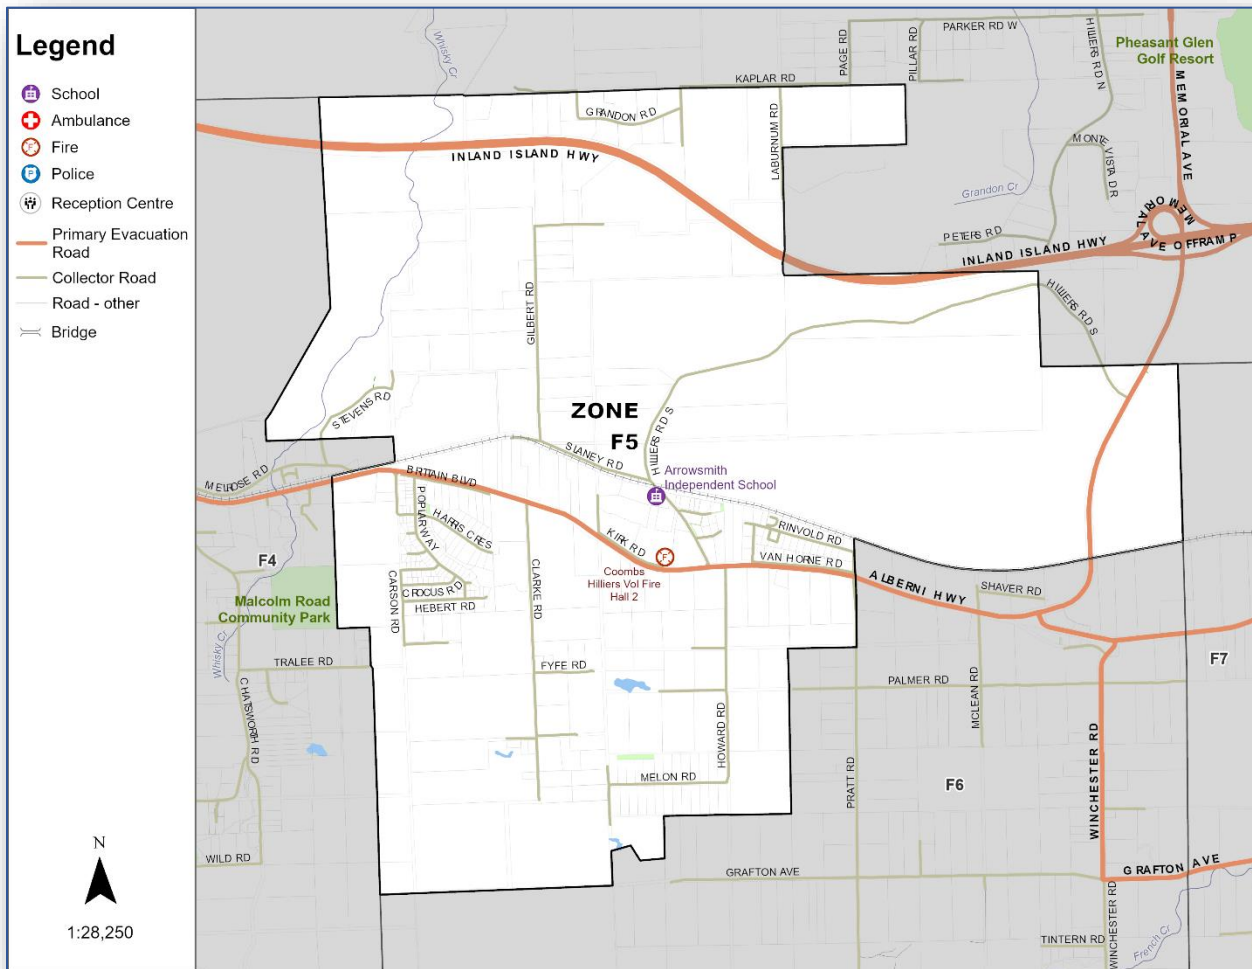 Legend
School
Ambulance
Fire
Police
Reception Centre
Primary Evacuation
Road
Collector Road
Road - other
Bridge
N
1:28,250
Whisky Cr
PAGE RD
PILLAR RD
PARKER RD W
HILLIERS RD N
Pheasant Glen
Golf Resort
MEMORIAL AVE
KAPLAR RD
GRANDON RD
LABURNUM RD
MONTE VISTA DR
INLAND ISLAND HWY
Grandon Cr
PETERS RD
INLAND ISLAND HWY
MEMORIAL AVE OFFRAMP
GILBERT RD
HILLIERS RD S
STEVENS RD
ZONE
F5
HILLIERS RD S
SLANEY RD
Arrowsmith
Independent School
MELROSE RD
BRITTAIN BLVD
POPLAR WAY
HARRIS CRES
KIRK RD
RINVOLD RD
VAN HORNE RD
F
Coombs
Hilliers Vol Fire
Hall 2
ALBERNI HWY
SHAVER RD
F4
Malcolm Road
Community Park
CARSON RD
CROCUS RD
HEBERT RD
CLARKE RD
Whisky Cr
TRALEE RD
CHATSWORTH RD
FYFE RD
HOWARD RD
MELON RD
PALMER RD
MCLEAN RD
F7
PRATT RD
F6
WINCHESTER RD
WILD RD
GRAFTON AVE
GRAFTON AVE
WINCHESTER RD
TINTERN RD
French Cr